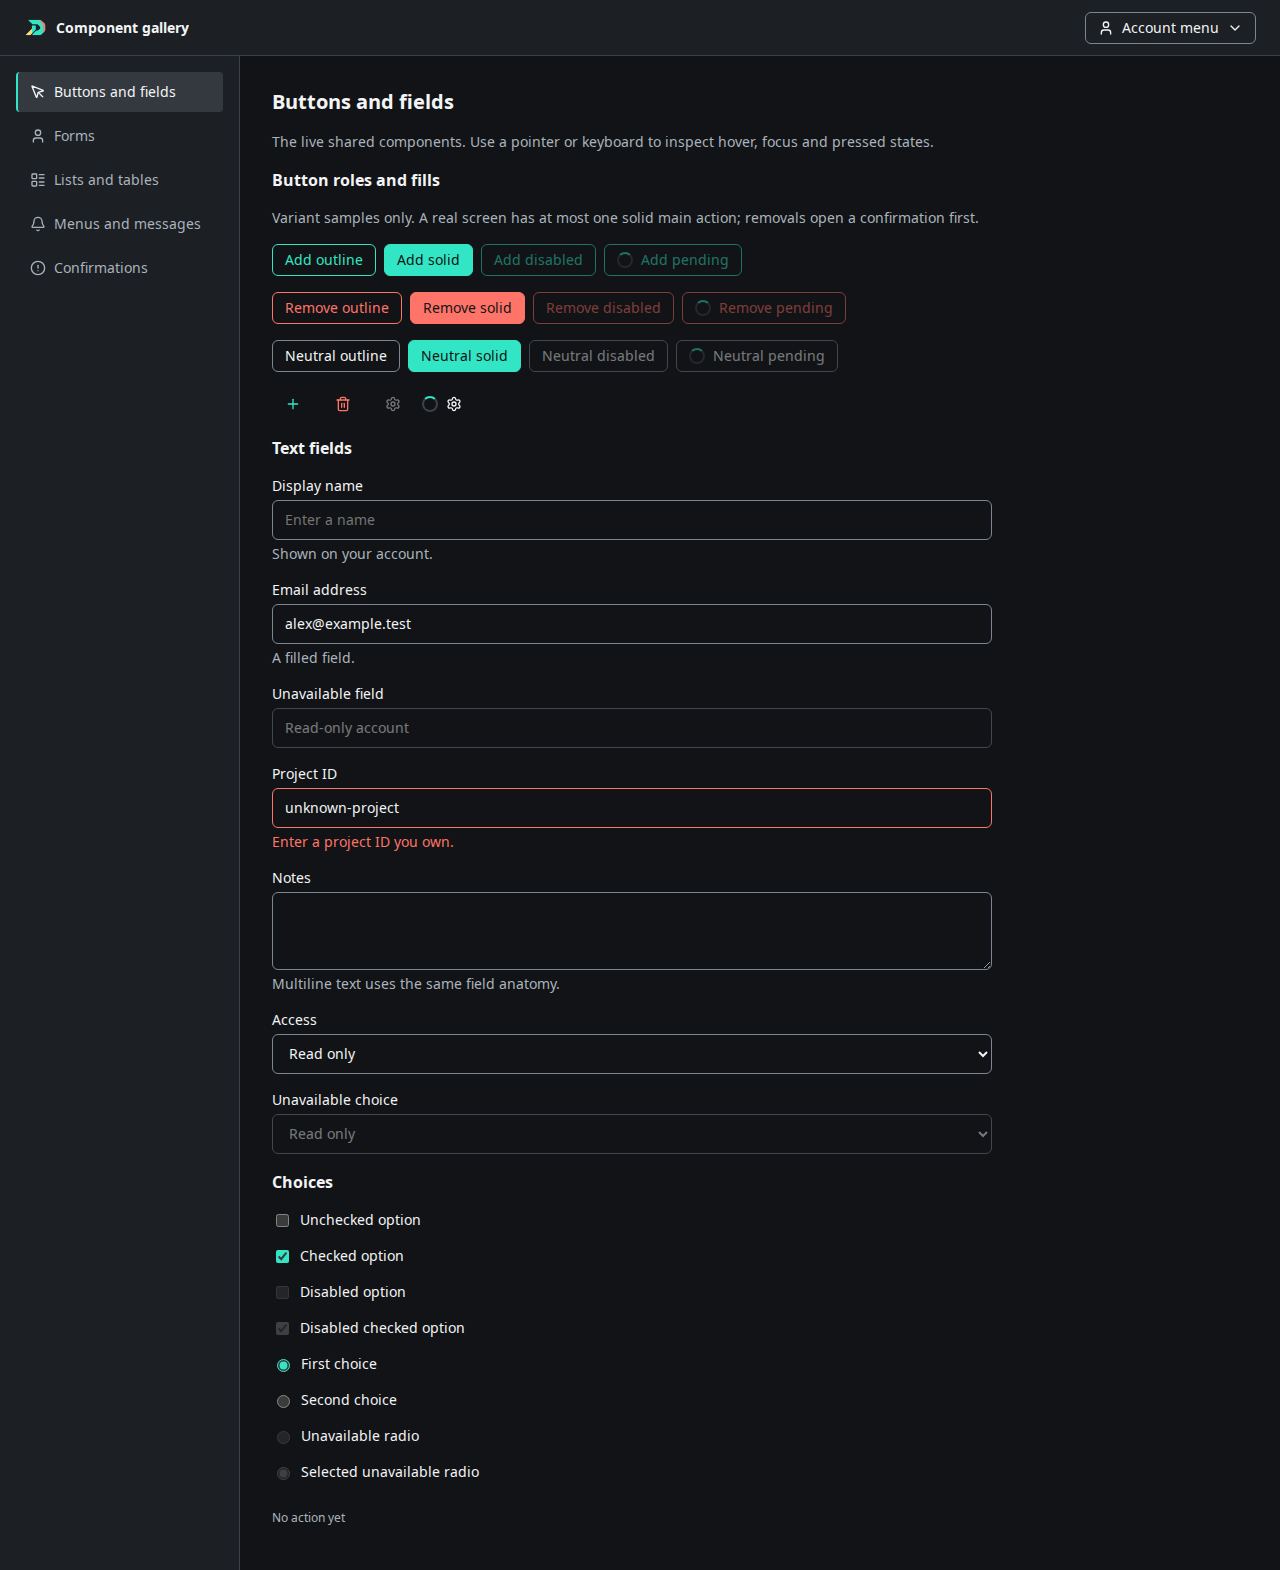 Component gallery
Account menu
Buttons and fields
Forms
Lists and tables
Menus and messages
Confirmations
Buttons and fields
The live shared components. Use a pointer or keyboard to inspect hover, focus and pressed states.
Button roles and fills
Variant samples only. A real screen has at most one solid main action; removals open a confirmation first.
Add outline Add solid Add disabled Add pending
Remove outline Remove solid Remove disabled Remove pending
Neutral outline Neutral solid Neutral disabled Neutral pending
Text fields
Display name
Enter a name
Shown on your account.
Email address
alex@example.test
A filled field.
Unavailable field
Read-only account
Project ID
unknown-project
Enter a project ID you own.
Notes
Multiline text uses the same field anatomy.
Access
Read only
Unavailable choice
Read only
Choices
Unchecked option
Checked option
Disabled option
Disabled checked option
First choice
Second choice
Unavailable radio
Selected unavailable radio
No action yet